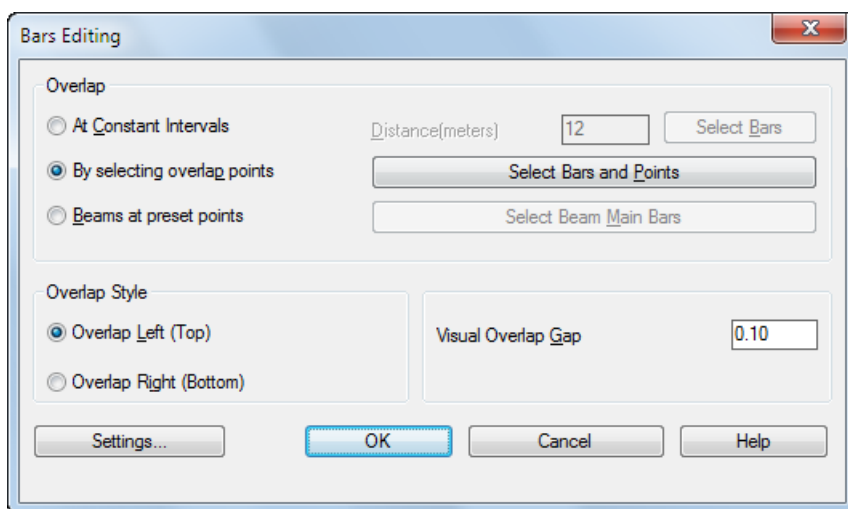 Bars Editing
Overlap
At Constant Intervals Distance(meters) 12 Select Bars
By selecting overlap points Select Bars and Points
Beams at preset points Select Beam Main Bars
Overlap Style
Overlap Left (Top) Visual Overlap Gap 0.10
Overlap Right (Bottom)
Settings... OK Cancel Help